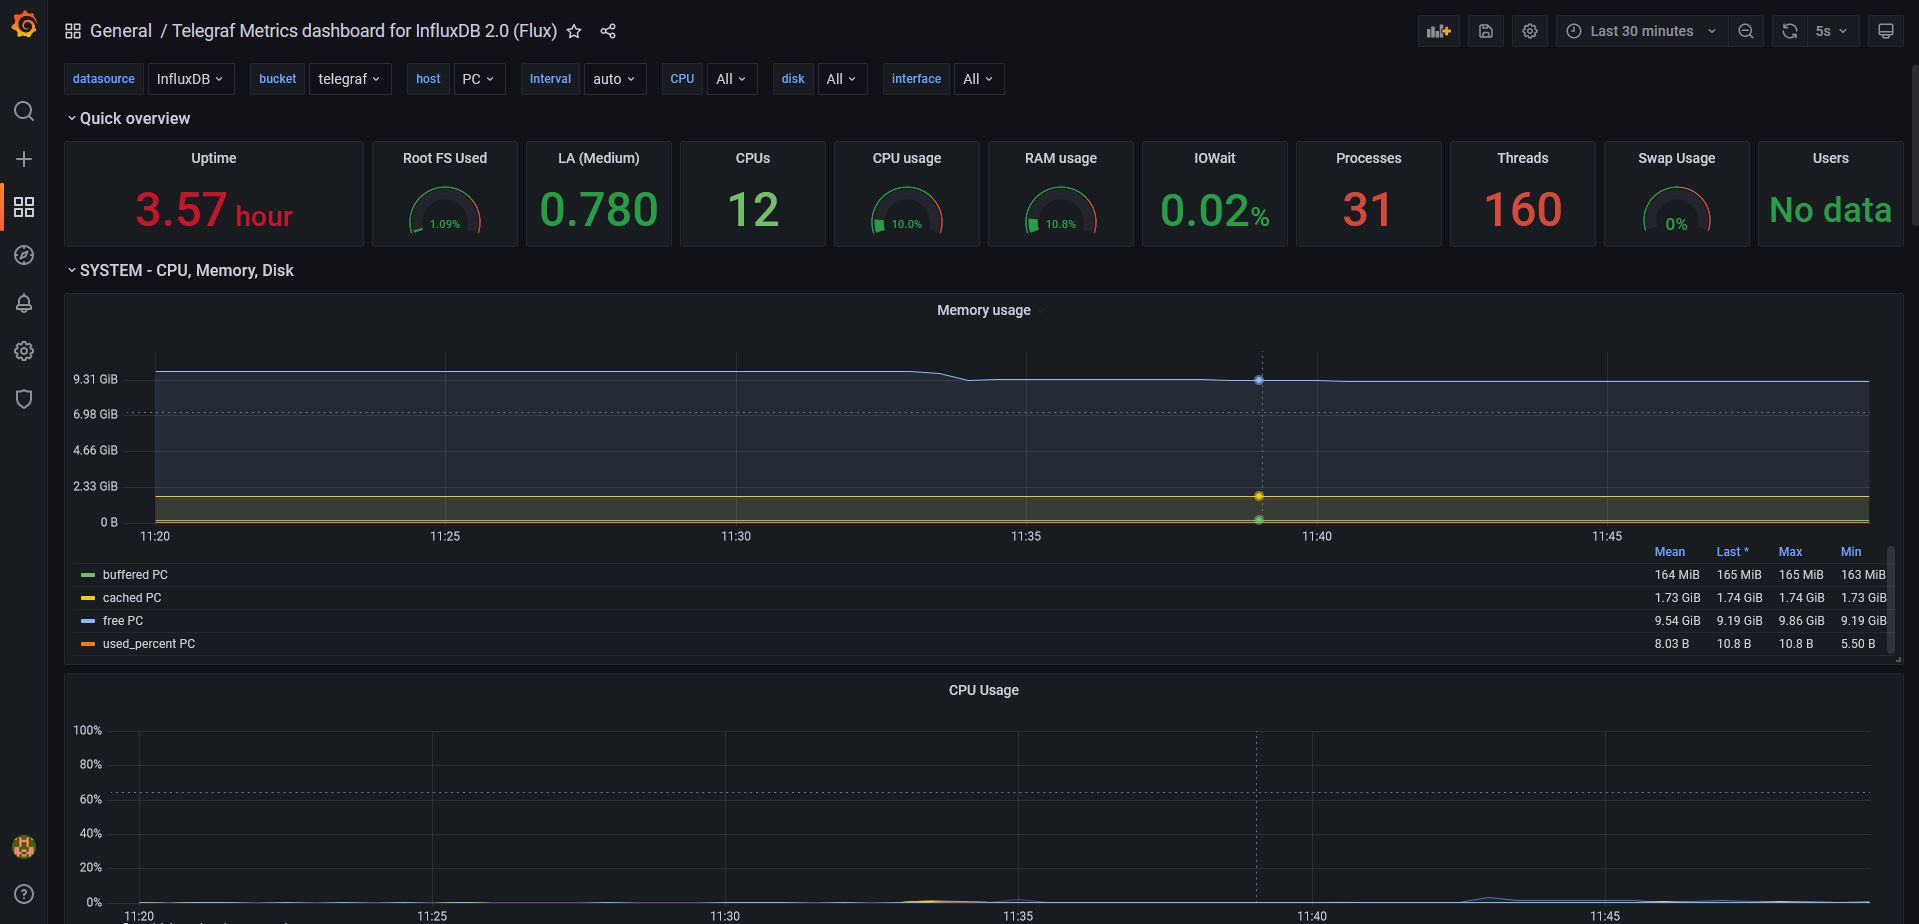 General / Telegraf Metrics dashboard for InfluxDB 2.0 (Flux) Last 30 minutes 5s
datasource InfluxDB bucket telegraf host PC Interval auto CPU All disk All interface All
Quick overview
Uptime Root FS Used LA (Medium) CPUs CPU usage RAM usage IOWait Processes Threads Swap Usage Users
3.57 hour 1.09% 0.780 12 10.0% 10.8% 0.02% 31 160 0% No data
SYSTEM - CPU, Memory, Disk
Memory usage
9.31 GiB
6.98 GiB
4.66 GiB
2.33 GiB
0 B
11:20 11:25 11:30 11:35 11:40 11:45
Mean Last * Max Min
buffered PC 164 MiB 165 MiB 165 MiB 163 MiB
cached PC 1.73 GiB 1.74 GiB 1.74 GiB 1.73 GiB
free PC 9.54 GiB 9.19 GiB 9.86 GiB 9.19 GiB
used_percent PC 8.03 B 10.8 B 10.8 B 5.50 B
CPU Usage
100%
80%
60%
40%
20%
0%
11:20 11:25 11:30 11:35 11:40 11:45